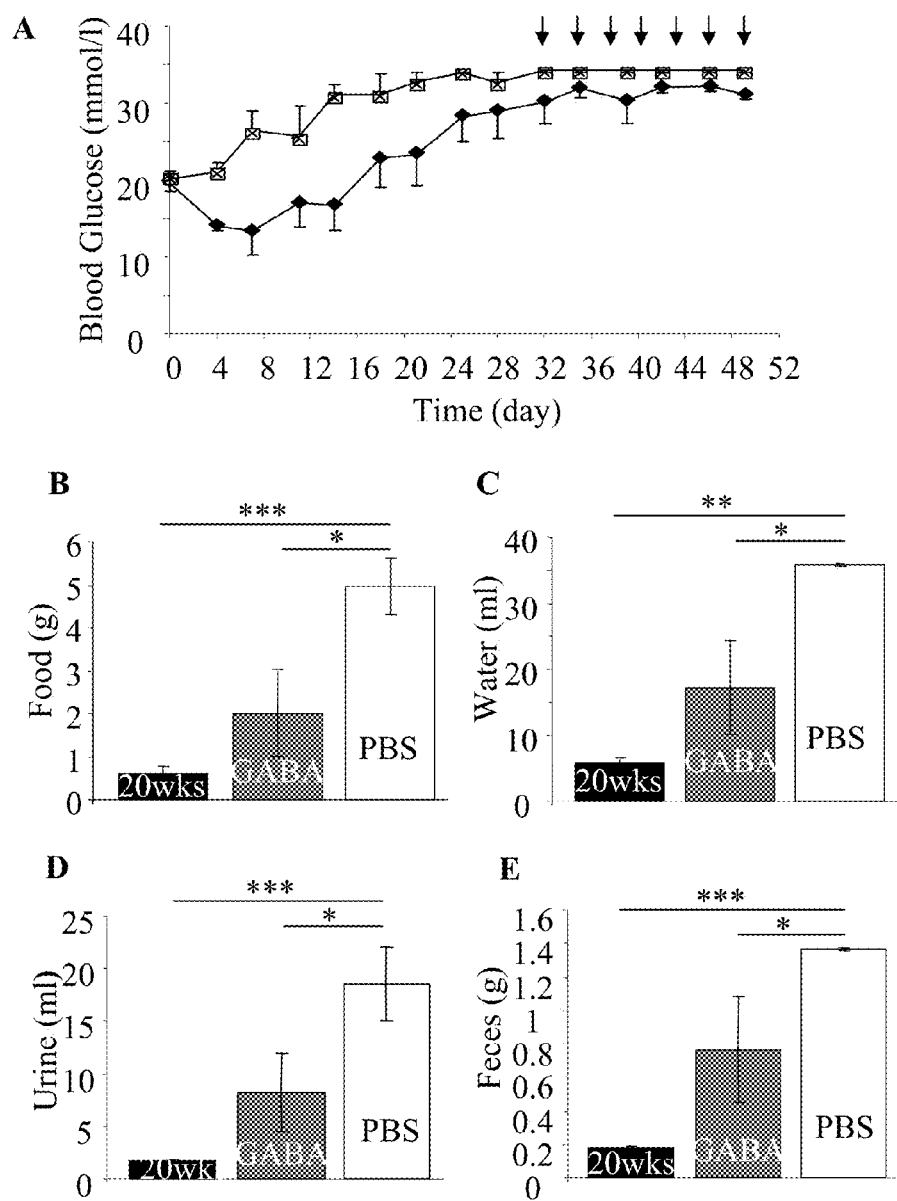 A
Blood Glucose (mmol/l)
40
30
20
10
0
0 4 8 12 16 20 24 28 32 36 40 44 48 52
Time (day)
B
***
*
Food (g)
6
5
4
3
2
1
0
20wks
GABA
PBS
C
**
*
Water (ml)
40
30
20
10
0
20wks
GABA
PBS
D
***
*
Urine (ml)
25
20
15
10
5
0
20wk
GABA
PBS
E
***
*
Feces (g)
1.6
1.4
1.2
1
0.8
0.6
0.4
0.2
0
20wks
GABA
PBS